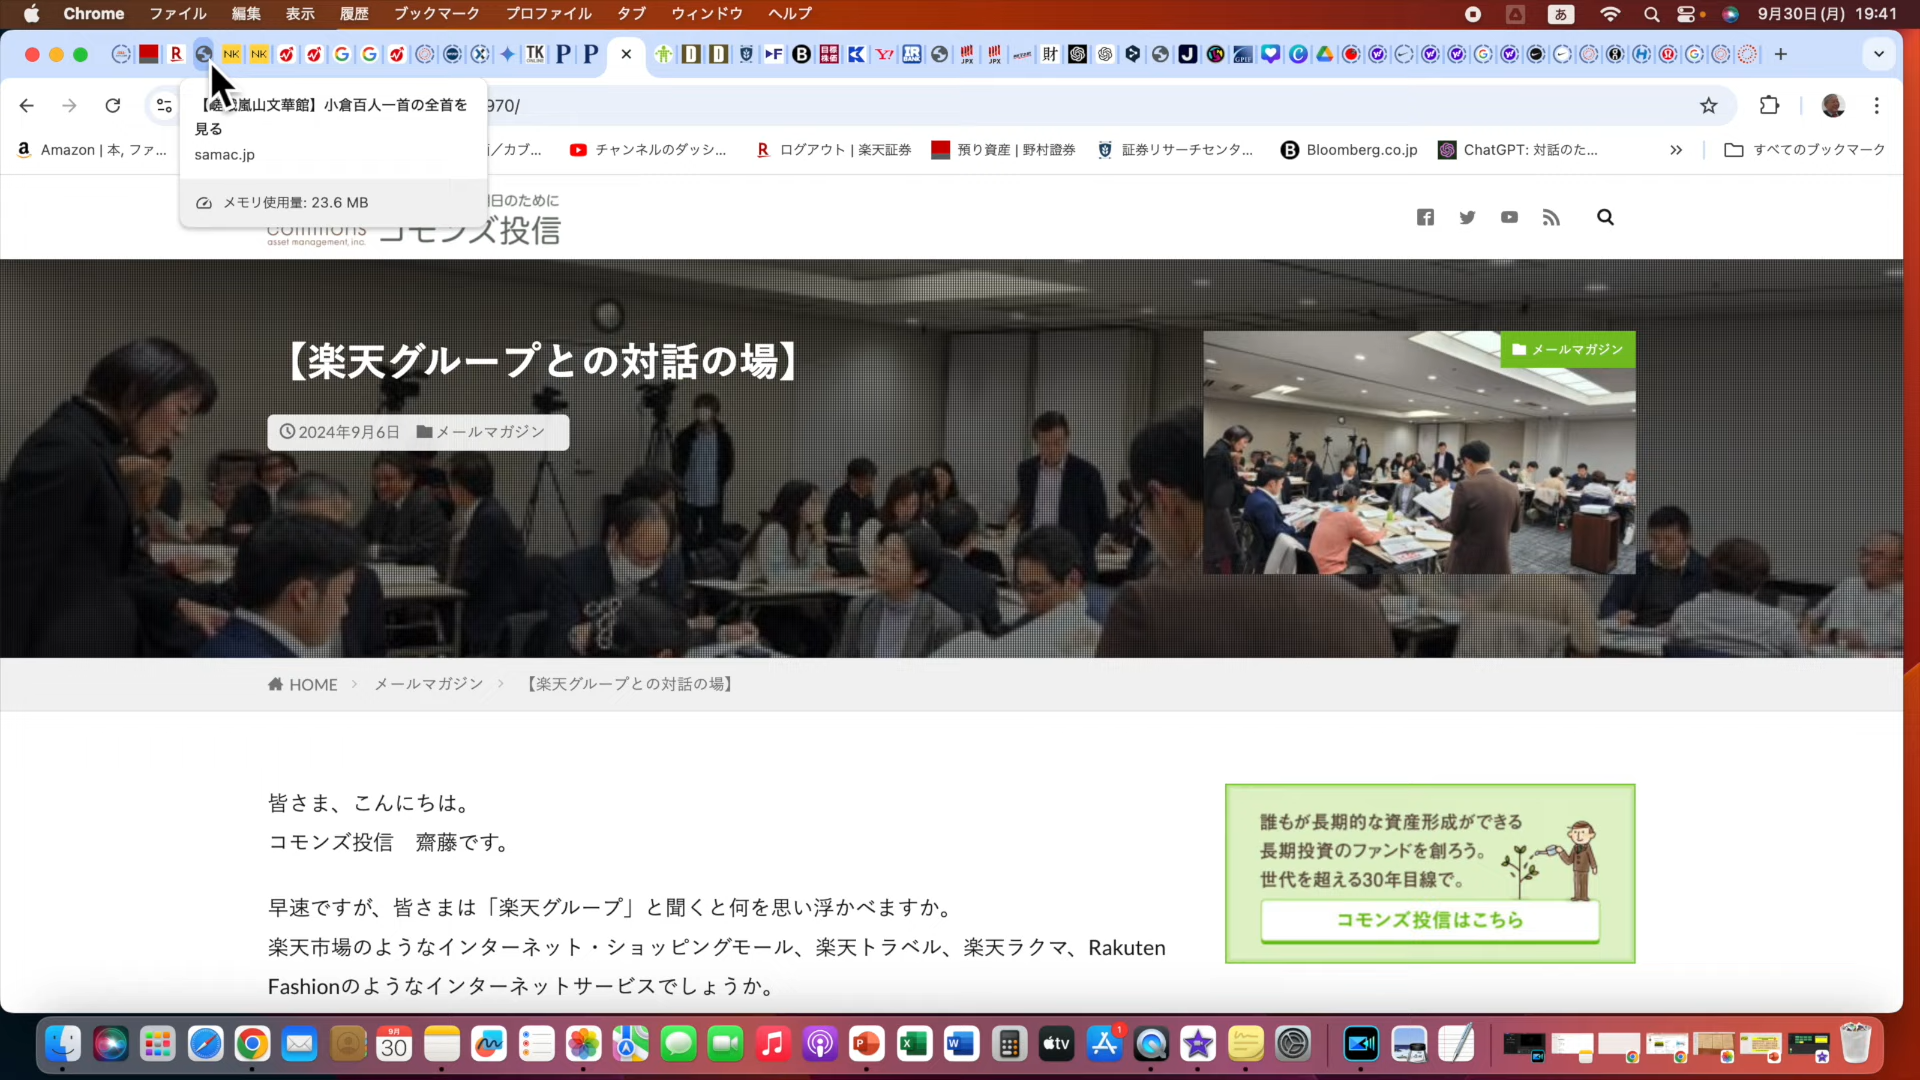 Chrome ファイル 編集 表示 履歴 ブックマーク プロファイル タブ ウィンドウ ヘルプ
あ 9月30日(月) 19:41
970/
嵐山文華館】小倉百人一首の全首を
見る
samac.jp
メモリ使用量: 23.6 MB
Amazon | 本, ファ...
/カブ...
チャンネルのダッシ...
ログアウト | 楽天証券
預り資産 | 野村證券
証券リサーチセンタ...
Bloomberg.co.jp
ChatGPT: 対話のた...
すべてのブックマーク
日のために
commons
asset management, inc.
コモンズ投信
【楽天グループとの対話の場】
メールマガジン
2024年9月6日 メールマガジン
HOME > メールマガジン > 【楽天グループとの対話の場】
皆さま、こんにちは。
コモンズ投信 齋藤です。
早速ですが、皆さまは「楽天グループ」と聞くと何を思い浮かべますか。
楽天市場のようなインターネット・ショッピングモール、楽天トラベル、楽天ラクマ、Rakuten
Fashionのようなインターネットサービスでしょうか。
誰もが長期的な資産形成ができる
長期投資のファンドを創ろう。
世代を超える30年目線で。
コモンズ投信はこちら
9月
30
tv
1